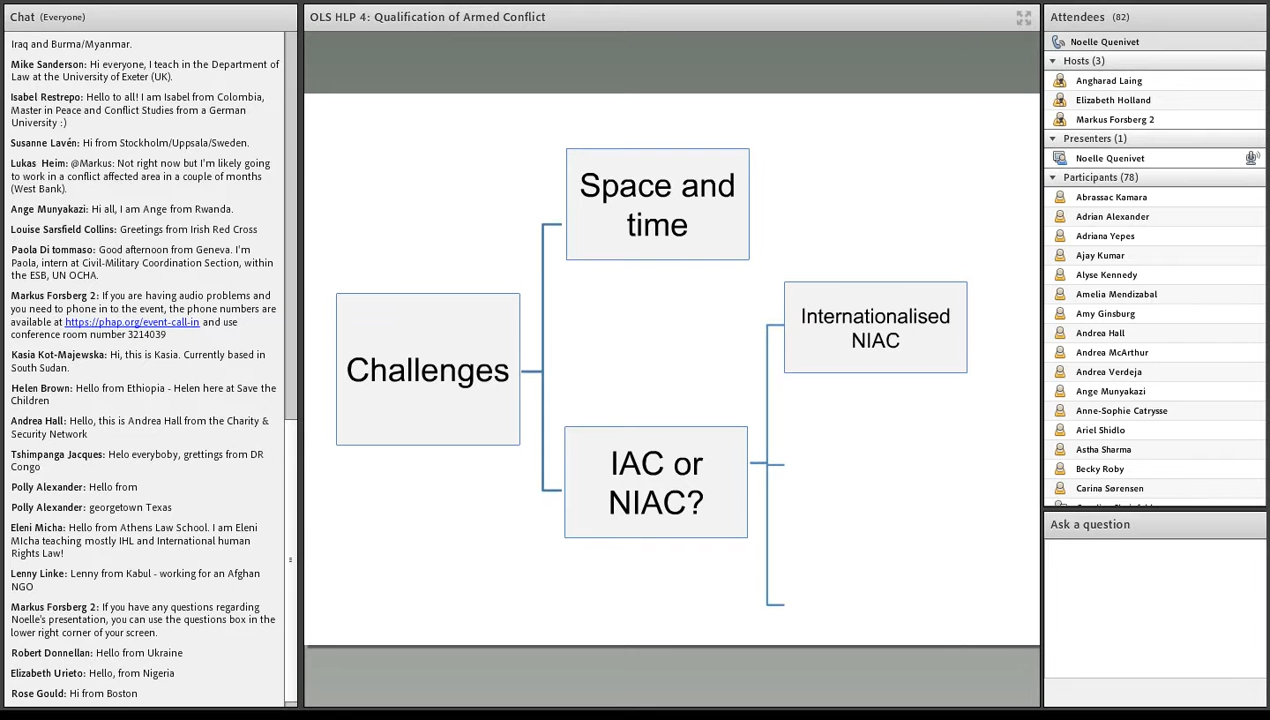 Chat (Everyone)
Iraq and Burma/Myanmar.
Mike Sanderson: Hi everyone, I teach in the Department of
Law at the University of Exeter (UK).
Isabel Restrepo: Hello to all! I am Isabel from Colombia,
Master in Peace and Conflict Studies from a German
University :)
Susanne Lavén: Hi from Stockholm/Uppsala/Sweden.
Lukas Heim: @Markus: Not right now but I'm likely going
to work in a conflict affected area in a couple of months
(West Bank).
Ange Munyakazi: Hi all, I am Ange from Rwanda.
Louise Sarsfield Collins: Greetings from Irish Red Cross
Paola Di tommaso: Good afternoon from Geneva. I'm
Paola, intern at Civil-Military Coordination Section, within
the ESB, UN OCHA.
Markus Forsberg 2: If you are having audio problems and
you need to phone in to the event, the phone numbers are
available at https://phap.org/event-call-in and use
conference room number 3214039
Kasia Kot-Majewska: Hi, this is Kasia. Currently based in
South Sudan.
Helen Brown: Hello from Ethiopia - Helen here at Save the
Children
Andrea Hall: Hello, this is Andrea Hall from the Charity &
Security Network
Tshimpanga Jacques: Helo everyboby, grettings from DR
Congo
Polly Alexander: Hello from
Polly Alexander: georgetown Texas
Eleni Micha: Hello from Athens Law School. I am Eleni
MIcha teaching mostly IHL and International human
Rights Law!
Lenny Linke: Lenny from Kabul - working for an Afghan
NGO
Markus Forsberg 2: If you have any questions regarding
Noelle's presentation, you can use the questions box in the
lower right corner of your screen.
Robert Donnellan: Hello from Ukraine
Elizabeth Urieto: Hello, from Nigeria
Rose Gould: Hi from Boston
OLS HLP 4: Qualification of Armed Conflict
Challenges
Space and
time
IAC or
NIAC?
Internationalised
NIAC
Attendees (82)
Noelle Quenivet
Hosts (3)
Angharad Laing
Elizabeth Holland
Markus Forsberg 2
Presenters (1)
Noelle Quenivet
Participants (78)
Abrassac Kamara
Adrian Alexander
Adriana Yepes
Ajay Kumar
Alyse Kennedy
Amelia Mendizabal
Amy Ginsburg
Andrea Hall
Andrea McArthur
Andrea Verdeja
Ange Munyakazi
Anne-Sophie Catrysse
Ariel Shidlo
Astha Sharma
Becky Roby
Carina Sørensen
Ask a question